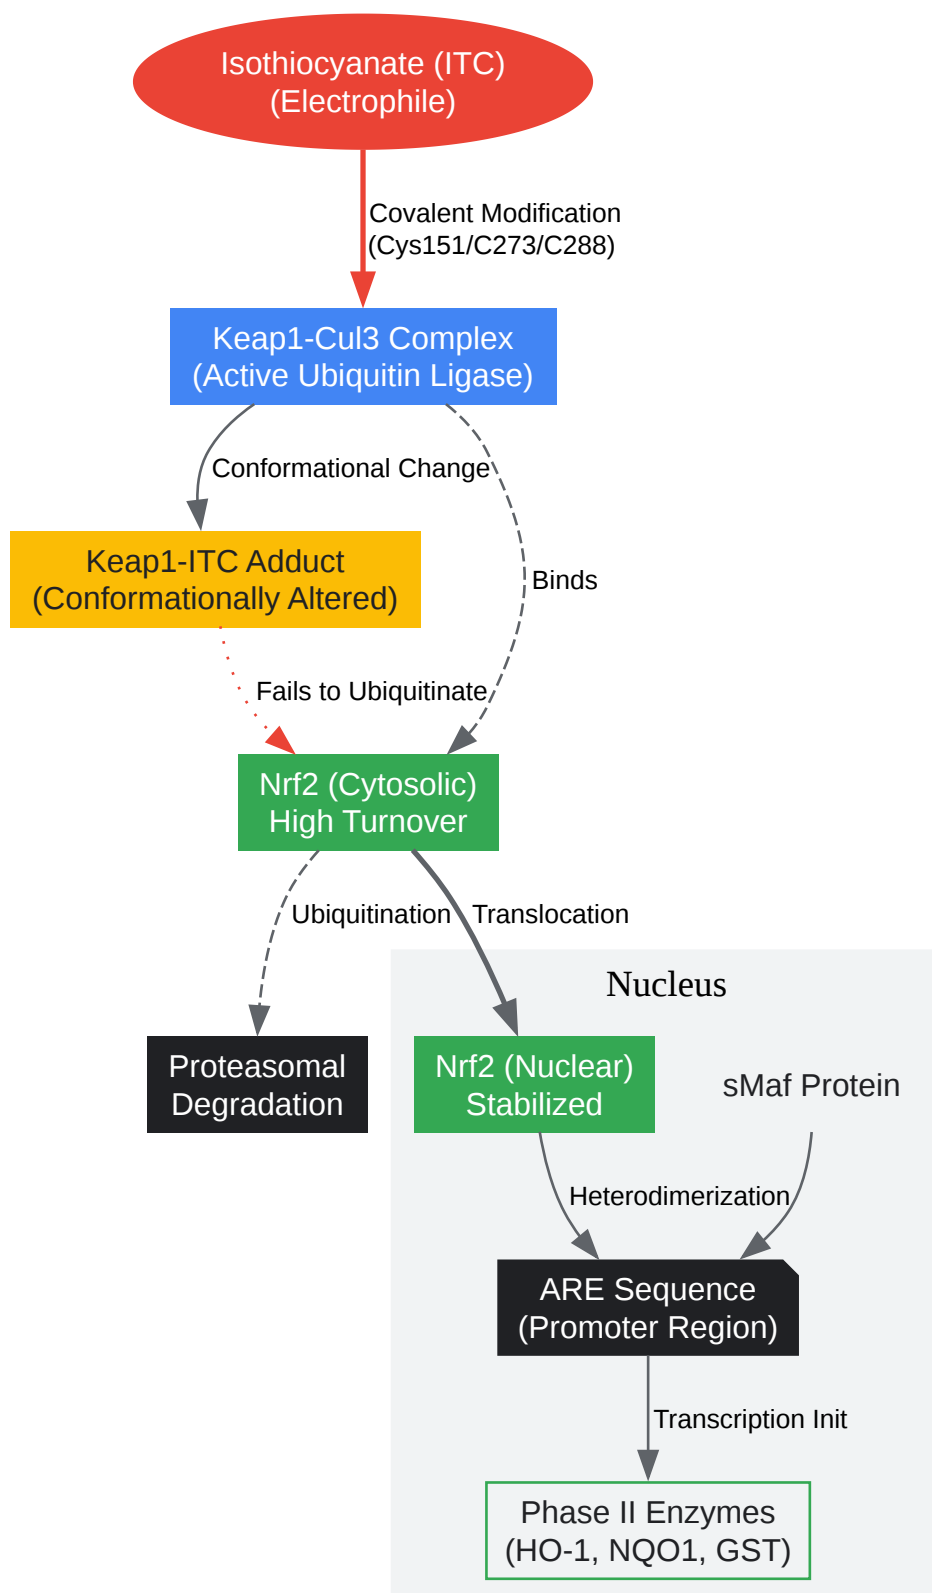 Isothiocyanate (ITC)
(Electrophile)
Covalent Modification
(Cys151/C273/C288)
Keap1-Cul3 Complex
(Active Ubiquitin Ligase)
Conformational Change
Keap1-ITC Adduct
(Conformationally Altered)
Binds
Fails to Ubiquitinate
Nrf2 (Cytosolic)
High Turnover
Ubiquitination
Translocation
Nucleus
Proteasomal
Degradation
Nrf2 (Nuclear)
Stabilized
sMaf Protein
Heterodimerization
ARE Sequence
(Promoter Region)
Transcription Init
Phase II Enzymes
(HO-1, NQO1, GST)